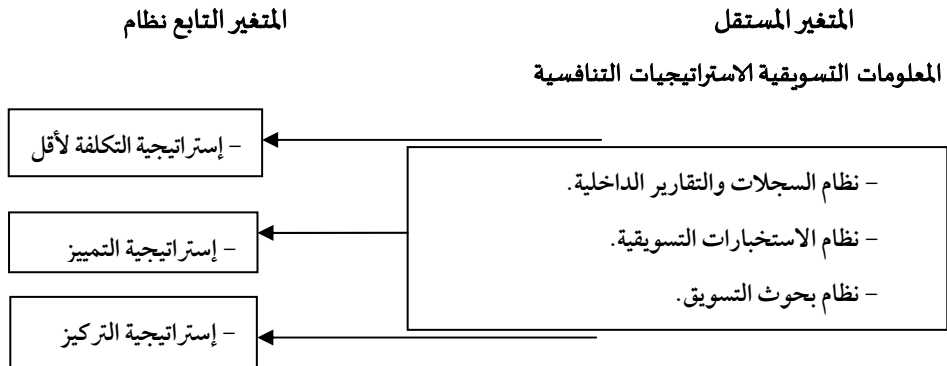 المتغير المستقل
المتغير التابع نظام
المعلومات التسويقية الاستراتيجيات التنافسية
– إستراتيجية التكلفة لأقل
– نظام السجلات والتقارير الداخلية.
– نظام الاستخبارات التسويقية.
– إستراتيجية التمييز
– نظام بحوث التسويق.
– إستراتيجية التركيز